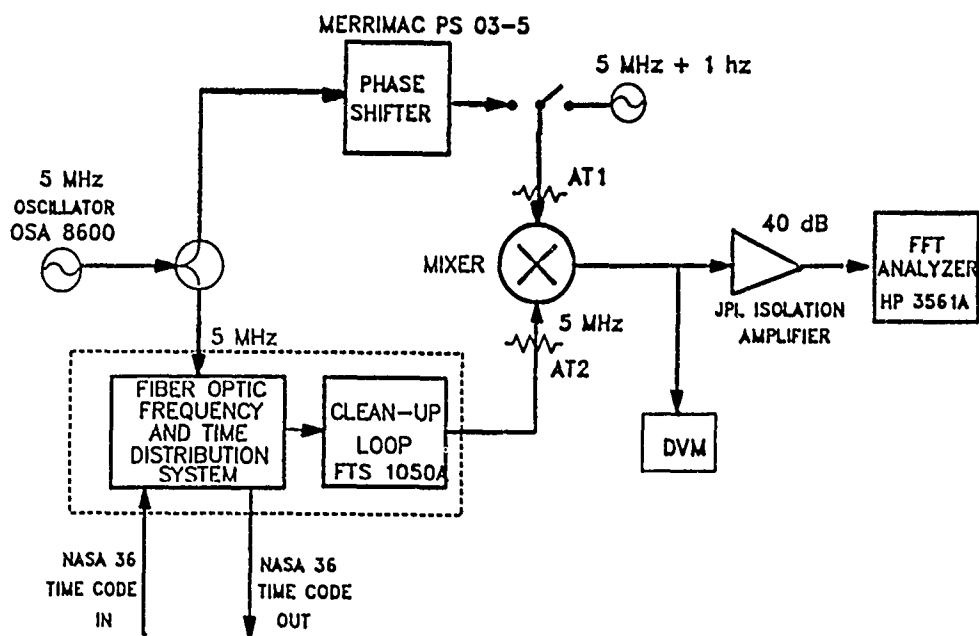 MERRIMAC PS 03-5
PHASE
SHIFTER
5 MHz + 1 hz
5 MHz
OSCILLATOR
OSA 8600
AT1
MIXER
40 dB
JPL ISOLATION
AMPLIFIER
FFT
ANALYZER
HP 3561A
5 MHz
5 MHz
AT2
FIBER OPTIC
FREQUENCY
AND TIME
DISTRIBUTION
SYSTEM
CLEAN-UP
LOOP
FTS 1050A
DVM
NASA 36
TIME CODE
IN
NASA 36
TIME CODE
OUT